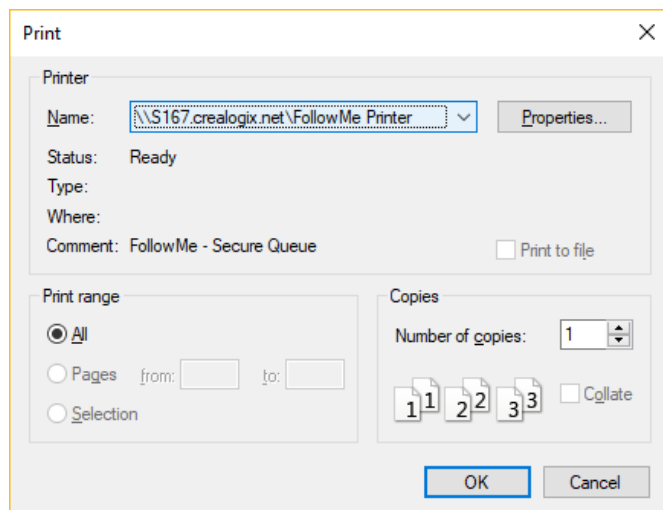 Print
Printer
Name: \\S167.crealogix.net\FollowMe Printer Properties...
Status: Ready
Type:
Where:
Comment: FollowMe - Secure Queue Print to file
Print range
All
Pages from: to:
Selection
Copies
Number of copies: 1
1 1 2 2 3 3 Collate
OK Cancel